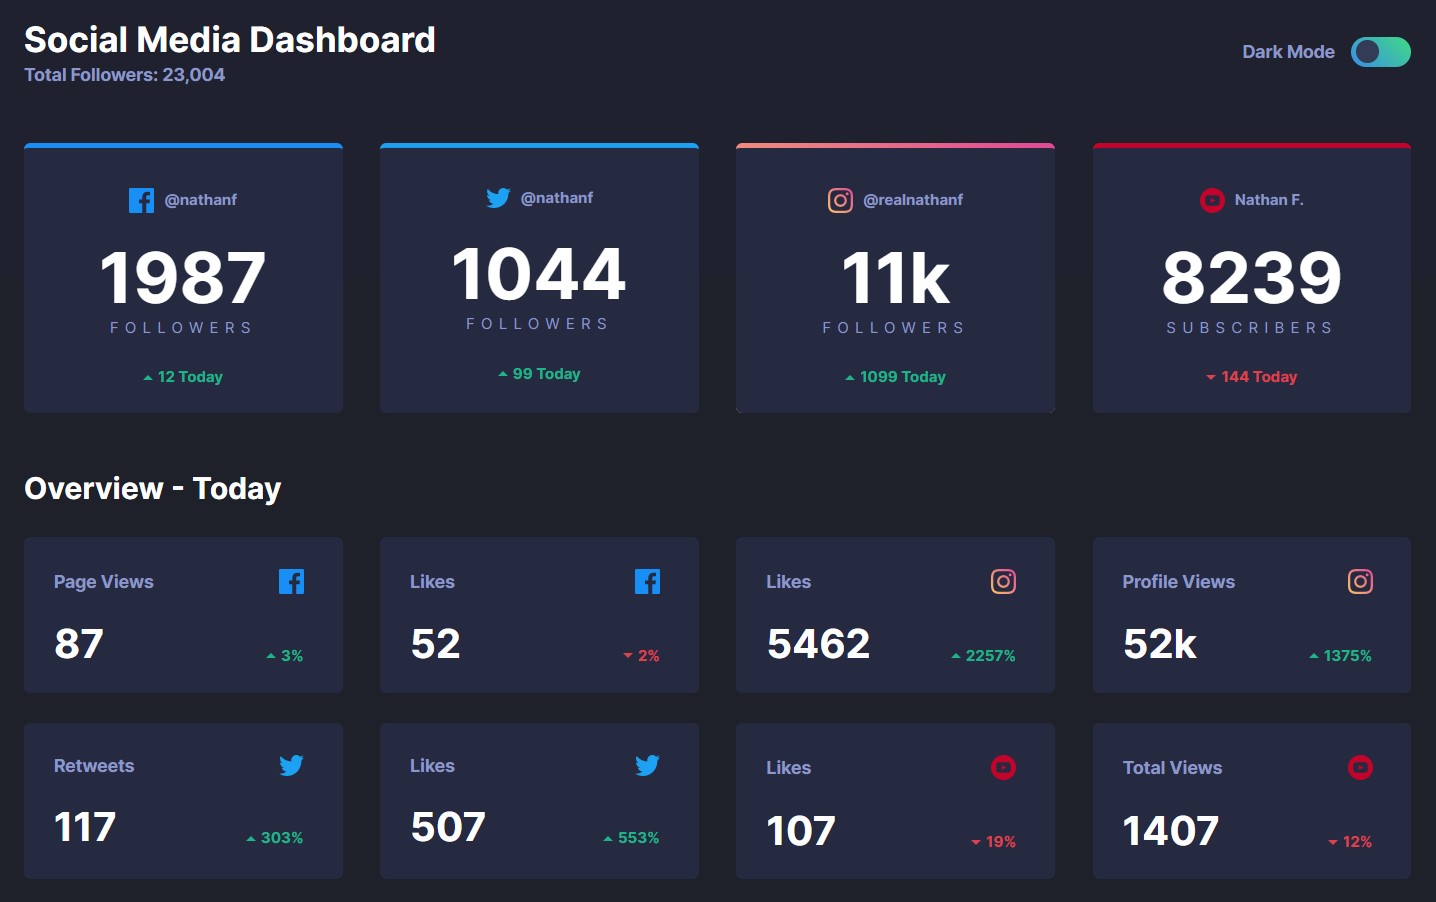 Social Media Dashboard
Total Followers: 23,004
Dark Mode
@nathanf
1987
FOLLOWERS
12 Today
@nathanf
1044
FOLLOWERS
99 Today
@realnathanf
11k
FOLLOWERS
1099 Today
Nathan F.
8239
SUBSCRIBERS
144 Today
Overview - Today
Page Views
87
3%
Likes
52
2%
Likes
5462
2257%
Profile Views
52k
1375%
Retweets
117
303%
Likes
507
553%
Likes
107
19%
Total Views
1407
12%